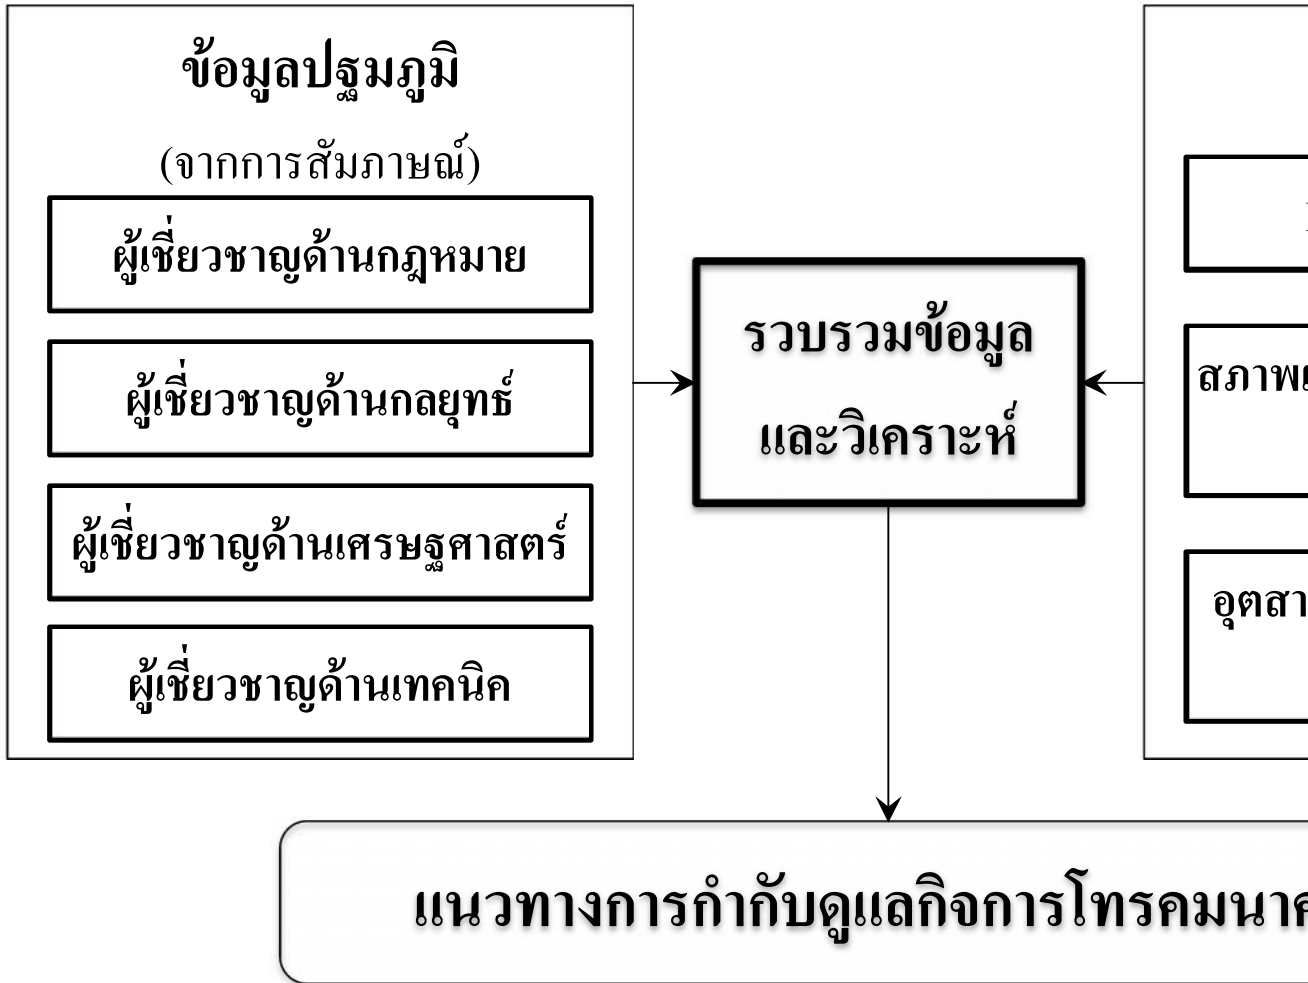 ข้อมูลปฐมภูมิ
(จากการสัมภาษณ์)
ผู้เชี่ยวชาญด้านกฎหมาย
ผู้เชี่ยวชาญด้านกลยุทธ์
ผู้เชี่ยวชาญด้านเศรษฐศาสตร์
ผู้เชี่ยวชาญด้านเทคนิค
รวบรวมข้อมูล
และวิเคราะห์
สภาพ
อุตสา
แนวทางการกำกับดูแลกิจการโทรคมนา